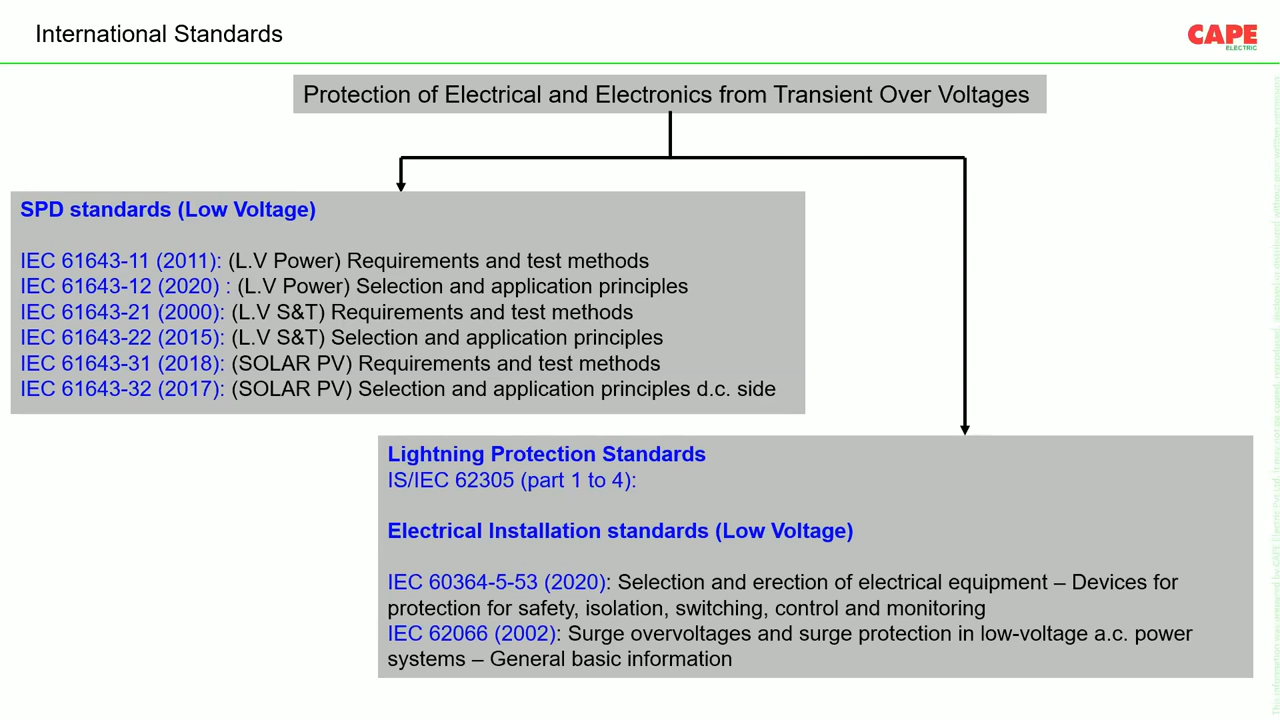 International Standards
CAPE
ELECTRIC
Protection of Electrical and Electronics from Transient Over Voltages
SPD standards (Low Voltage)
IEC 61643-11 (2011): (L.V Power) Requirements and test methods
IEC 61643-12 (2020) : (L.V Power) Selection and application principles
IEC 61643-21 (2000): (L.V S&T) Requirements and test methods
IEC 61643-22 (2015): (L.V S&T) Selection and application principles
IEC 61643-31 (2018): (SOLAR PV) Requirements and test methods
IEC 61643-32 (2017): (SOLAR PV) Selection and application principles d.c. side
Lightning Protection Standards
IS/IEC 62305 (part 1 to 4):
Electrical Installation standards (Low Voltage)
IEC 60364-5-53 (2020): Selection and erection of electrical equipment – Devices for
protection for safety, isolation, switching, control and monitoring
IEC 62066 (2002): Surge overvoltages and surge protection in low-voltage a.c. power
systems – General basic information